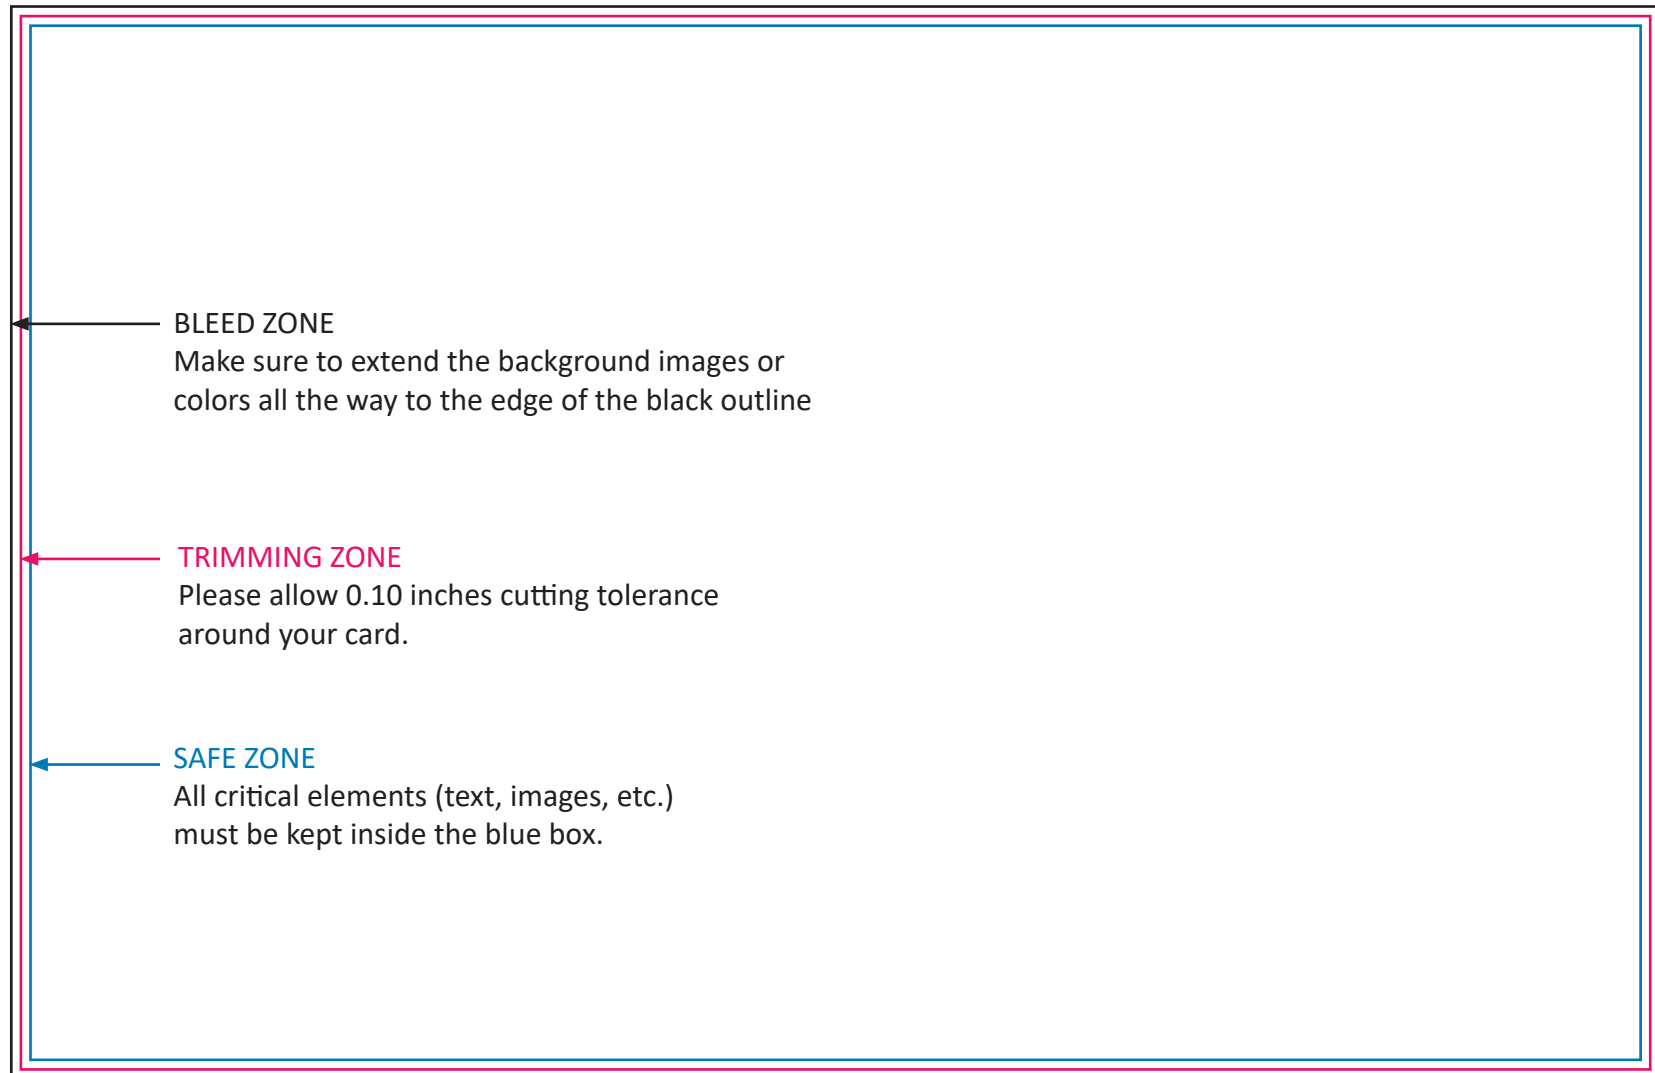 BLEED ZONE
Make sure to extend the background images or
colors all the way to the edge of the black outline
TRIMMING ZONE
Please allow 0.10 inches cutting tolerance
around your card.
SAFE ZONE
All critical elements (text, images, etc.)
must be kept inside the blue box.